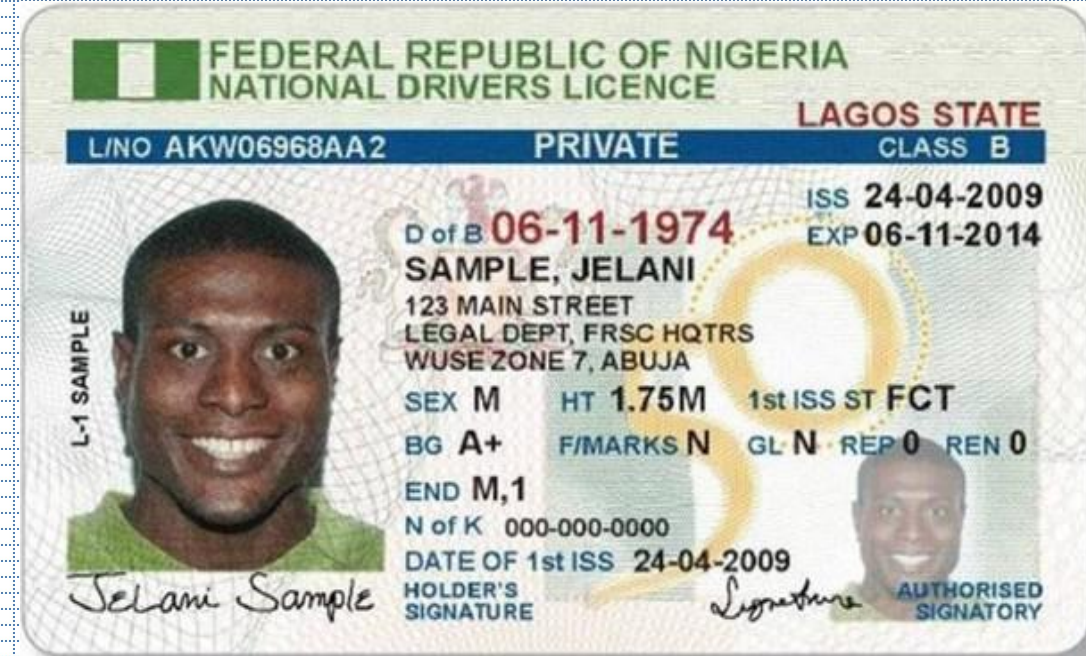 FEDERAL REPUBLIC OF NIGERIA
NATIONAL DRIVERS LICENCE
LAGOS STATE
L/NO AKW06968AA2 PRIVATE CLASS B
ISS 24-04-2009
D of B 06-11-1974 EXP 06-11-2014
SAMPLE, JELANI
123 MAIN STREET
LEGAL DEPT, FRSC HQTRS
WUSE ZONE 7, ABUJA
L-1 SAMPLE
SEX M HT 1.75M 1st ISS ST FCT
BG A+ F/MARKS N GL N REP 0 REN 0
END M,1
N of K 000-000-0000
DATE OF 1st ISS 24-04-2009
Jelani Sample HOLDER'S SIGNATURE
Signature AUTHORISED SIGNATORY